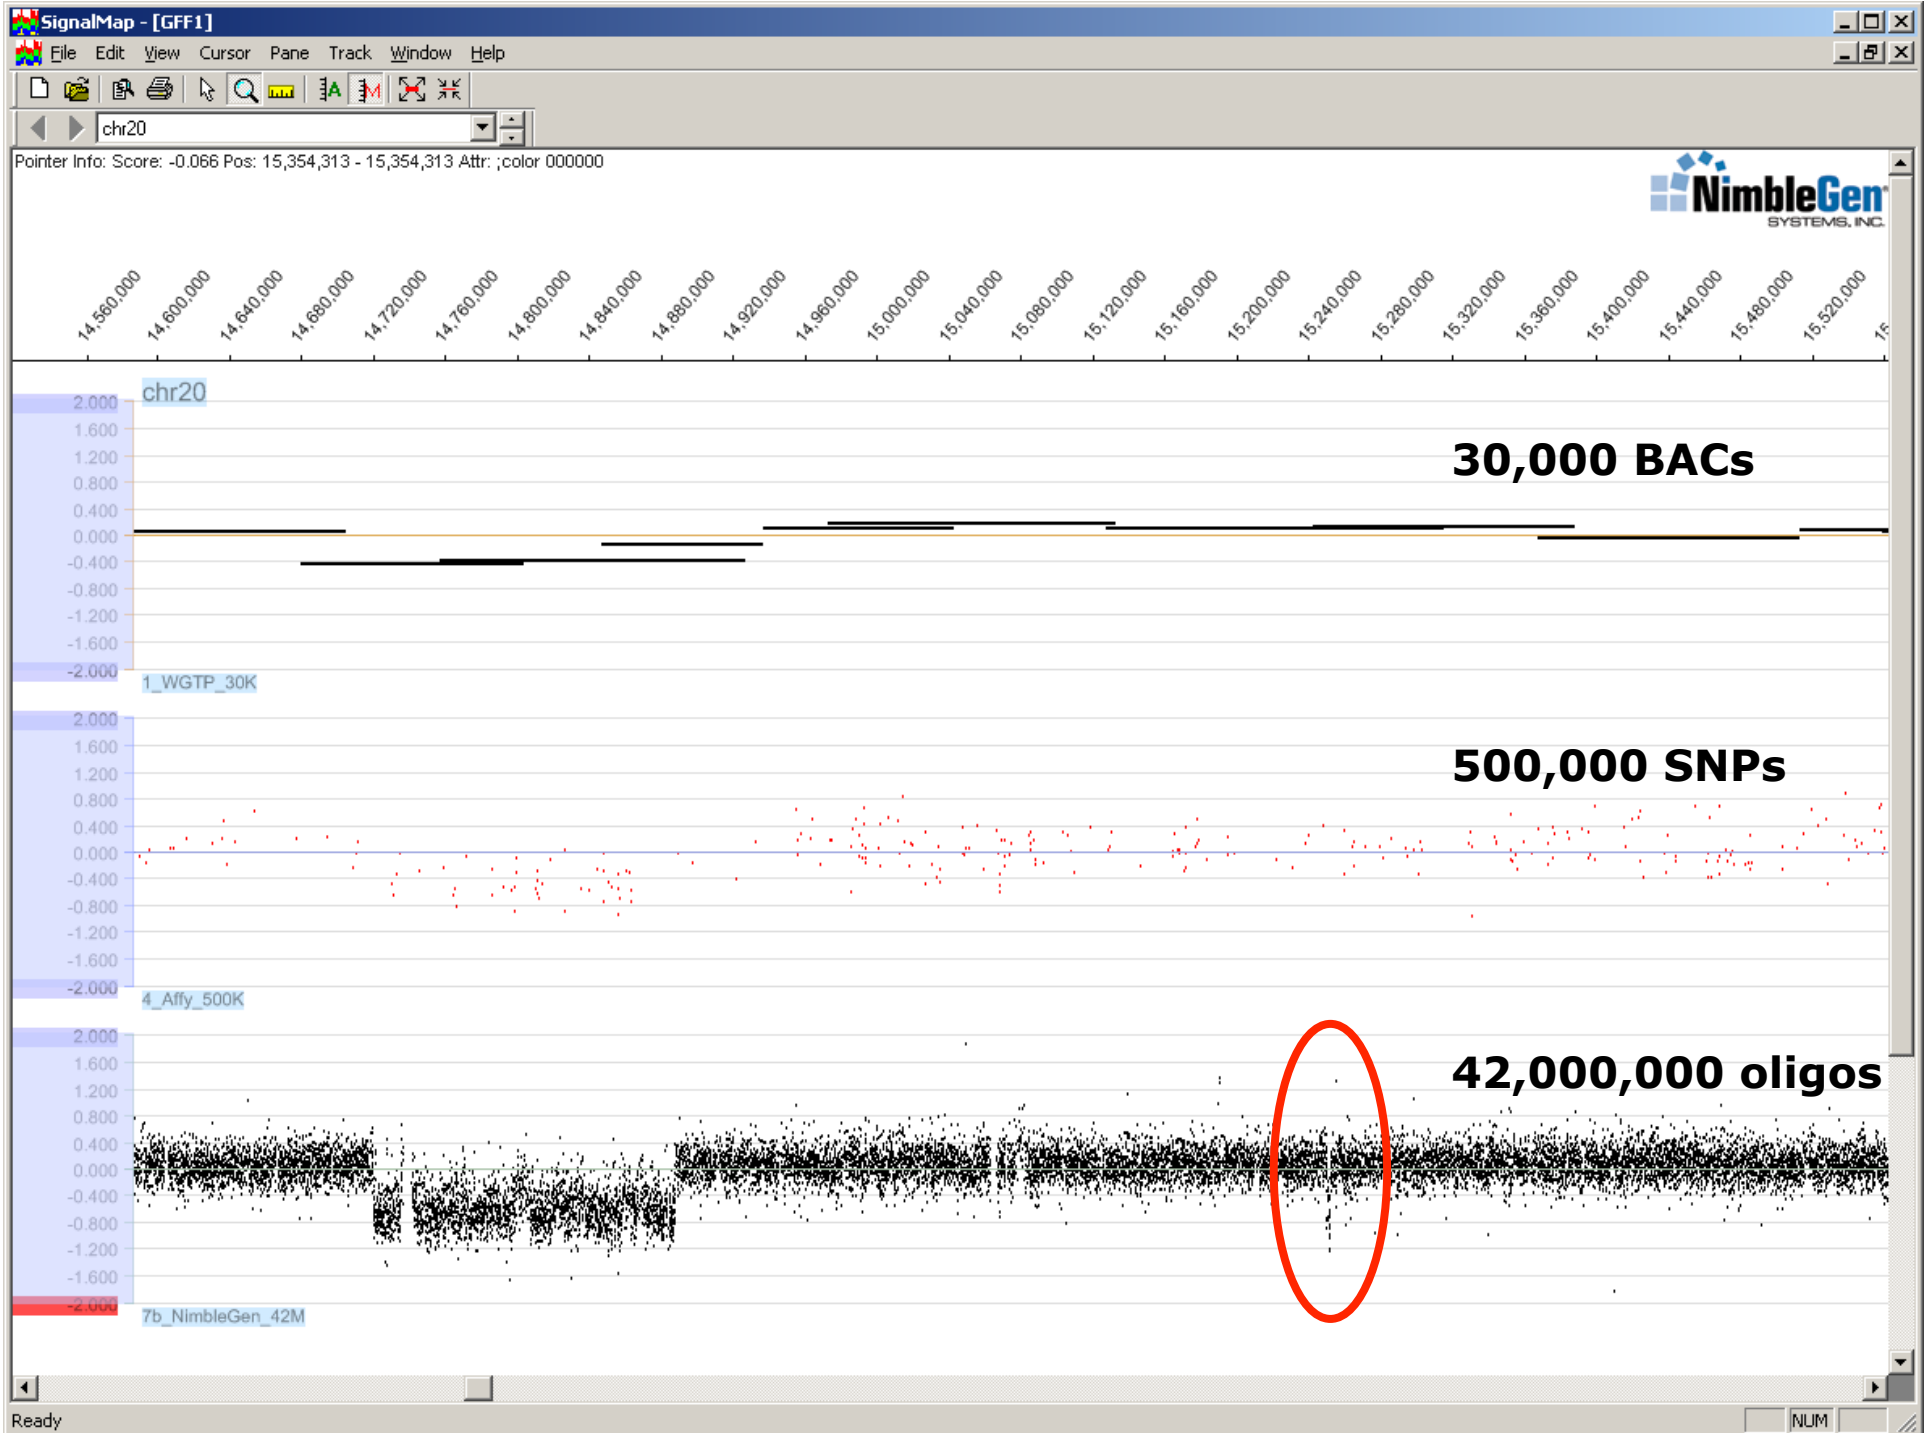 SignalMap - [GFF1]
File Edit View Cursor Pane Track Window Help
chr20
Pointer Info: Score: -0.066 Pos: 15,354,313 - 15,354,313 Attr: ;color 000000
NimbleGen
SYSTEMS, INC.
14,560,000 14,600,000 14,640,000 14,680,000 14,720,000 14,760,000 14,800,000 14,840,000 14,880,000 14,920,000 14,960,000 15,000,000 15,040,000 15,080,000 15,120,000 15,160,000 15,200,000 15,240,000 15,280,000 15,320,000 15,360,000 15,400,000 15,440,000 15,480,000 15,520,000 15
chr20
2.000
1.600
1.200
0.800
0.400
0.000
-0.400
-0.800
-1.200
-1.600
-2.000
30,000 BACs
1_WGTP_30K
2.000
1.600
1.200
0.800
0.400
0.000
-0.400
-0.800
-1.200
-1.600
-2.000
500,000 SNPs
4_Affy_500K
2.000
1.600
1.200
0.800
0.400
0.000
-0.400
-0.800
-1.200
-1.600
-2.000
42,000,000 oligos
7b_NimbleGen_42M
Ready
NUM